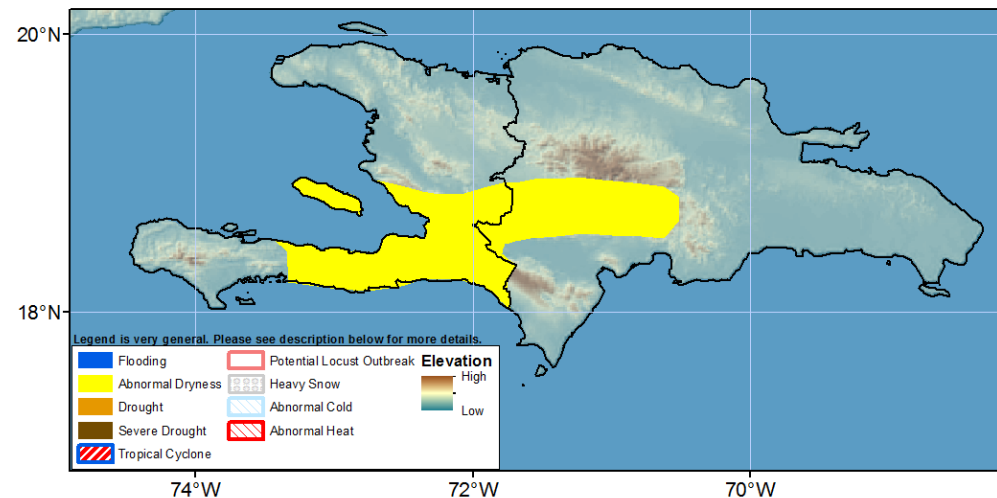 20°N
18°N
Legend is very general. Please see description below for more details.
Flooding
Abnormal Dryness
Drought
Severe Drought
Tropical Cyclone
Potential Locust Outbreak
Heavy Snow
Abnormal Cold
Abnormal Heat
Elevation
High
Low
74°W
72°W
70°W